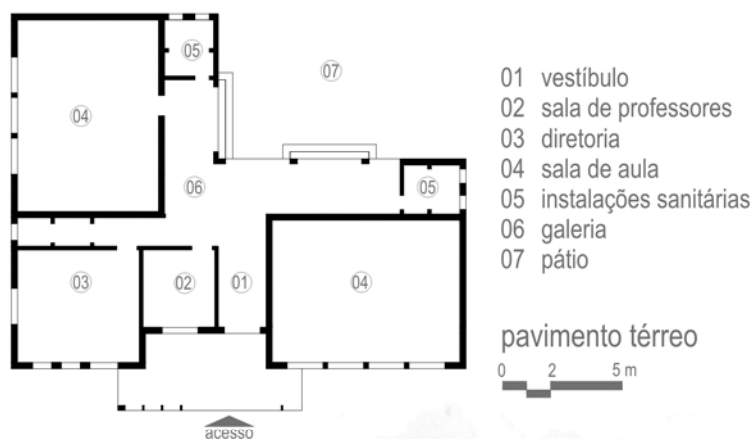 05
07
04
06
05
03
02
01
04
acesso
01 vestíbulo
02 sala de professores
03 diretoria
04 sala de aula
05 instalações sanitárias
06 galeria
07 pátio
pavimento térreo
0 2 5 m